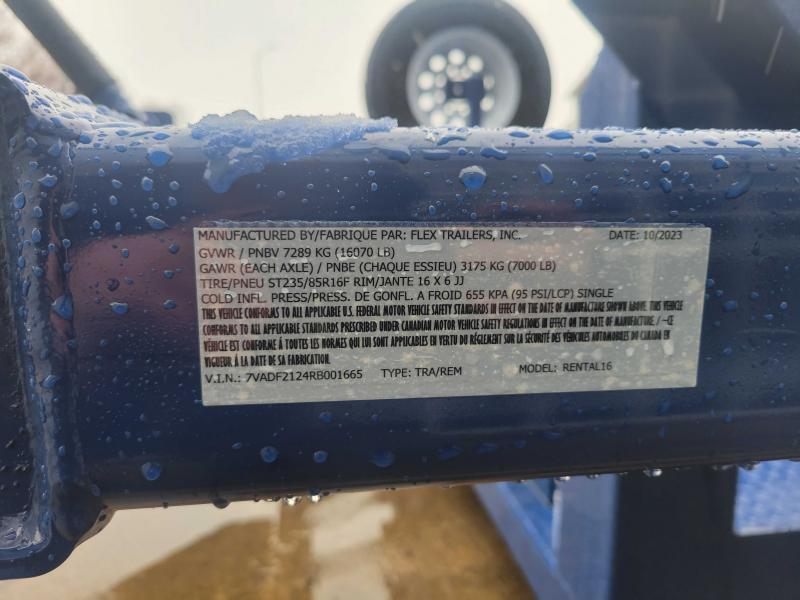 MANUFACTURED BY/FABRIQUE PAR: FLEX TRAILERS, INC. DATE: 10/2023
GVWR / PNBV 7289 KG (16070 LB)
GAWR (EACH AXLE) / PNBE (CHAQUE ESSIEU) 3175 KG (7000 LB)
TIRE/PNEU ST235/85R16F RIM/JANTE 16 X 6 JJ
COLD INFL. PRESS/PRESS. DE GONFL. A FROID 655 KPA (95 PSI/LCP) SINGLE
THIS VEHICLE CONFORMS TO ALL APPLICABLE U.S. FEDERAL MOTOR VEHICLE SAFETY STANDARDS IN EFFECT ON THE DATE OF MANUFACTURE SHOWN ABOVE. THIS VEHICLE
CONFORMS TO ALL APPLICABLE STANDARDS PRESCRIBED UNDER CANADIAN MOTOR VEHICLE SAFETY REGULATIONS IN EFFECT ON THE DATE OF MANUFACTURE. / -CE
VÉHICLE EST CONFORME À TOUTES LES NORMES QUI LUI SONT APPLICABLES EN VERTU DU RÉGLEMENT SUR LA SÉCURITÉ DES VÉHICULES AUTOMOBILES DU CANADA EN
VIGUEUR À LA DATE DE SA FABRICATION.
V.I.N.: 7VADF2124RB001665 TYPE: TRA/REM MODEL: RENTAL16